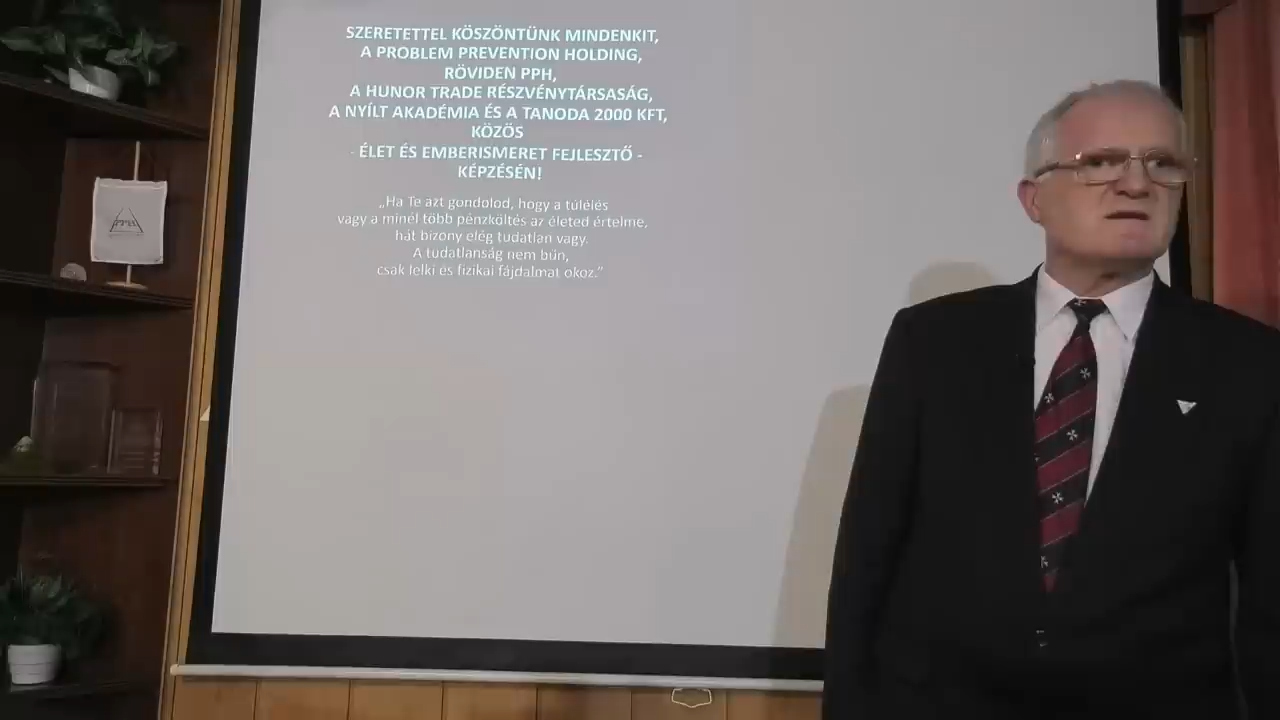 SZERETETTEL KÖSZÖNTÜNK MINDENKIT,
A PROBLEM PREVENTION HOLDING,
RÖVIDEN PPH,
A HUNOR TRADE RÉSZVÉNYTÁRSASÁG,
A NYÍLT AKADÉMIA ÉS A TANODA 2000 KFT,
KÖZÖS
- ÉLET ÉS EMBERISMERET FEJLESZTŐ -
KÉPZÉSÉN!
„Ha Te azt gondolod, hogy a túlélés
vagy a minél több pénzköltés az életed értelme,
hát bizony elég tudatlan vagy.
A tudatlanság nem bűn,
csak lelki és fizikai fájdalmat okoz.”